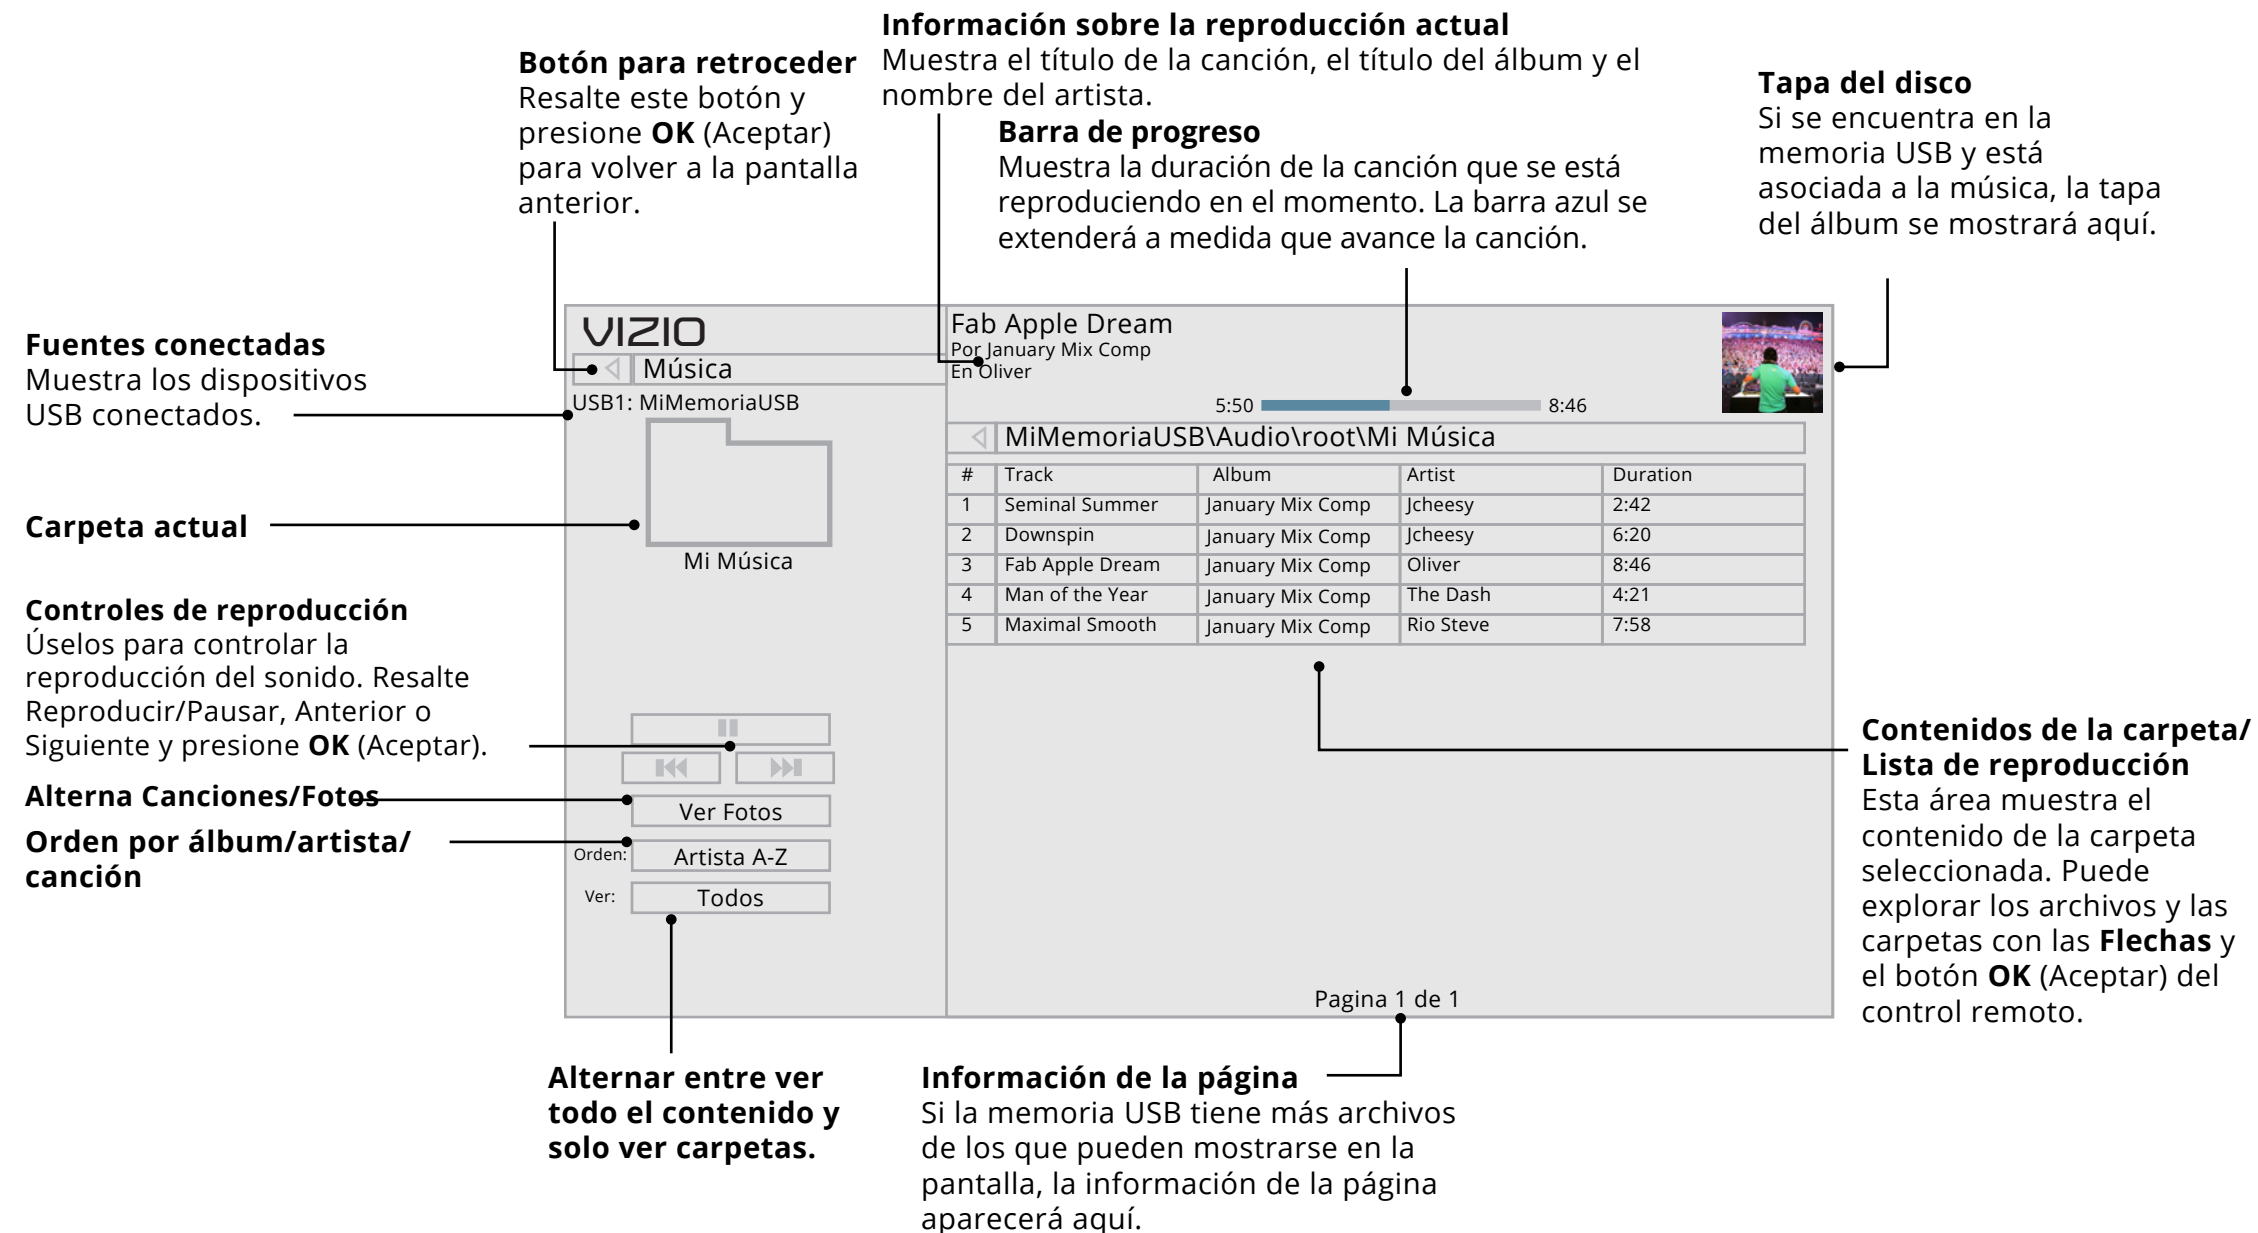 Información sobre la reproducción actual
Muestra el título de la canción, el título del álbum y el
nombre del artista.
Botón para retroceder
Resalte este botón y
presione OK (Aceptar)
para volver a la pantalla
anterior.
Barra de progreso
Muestra la duración de la canción que se está
reproduciendo en el momento. La barra azul se
extenderá a medida que avance la canción.
Tapa del disco
Si se encuentra en la
memoria USB y está
asociada a la música, la tapa
del álbum se mostrará aquí.
Fuentes conectadas
Muestra los dispositivos
USB conectados.
Carpeta actual
Controles de reproducción
Úselos para controlar la
reproducción del sonido. Resalte
Reproducir/Pausar, Anterior o
Siguiente y presione OK (Aceptar).
Alterna Canciones/Fotos
Orden por álbum/artista/
canción
VIZIO
Música
USB1: MiMemoriaUSB
Mi Música
Ver Fotos
Orden: Artista A-Z
Ver: Todos
Fab Apple Dream
Por January Mix Comp
En Oliver
5:50 8:46
MiMemoriaUSB\Audio\root\Mi Música
# Track Album Artist Duration
1 Seminal Summer January Mix Comp Jcheesy 2:42
2 Downspin January Mix Comp Jcheesy 6:20
3 Fab Apple Dream January Mix Comp Oliver 8:46
4 Man of the Year January Mix Comp The Dash 4:21
5 Maximal Smooth January Mix Comp Rio Steve 7:58
Pagina 1 de 1
Contenidos de la carpeta/
Lista de reproducción
Esta área muestra el
contenido de la carpeta
seleccionada. Puede
explorar los archivos y las
carpetas con las Flechas y
el botón OK (Aceptar) del
control remoto.
Alternar entre ver
todo el contenido y
solo ver carpetas.
Información de la página
Si la memoria USB tiene más archivos
de los que pueden mostrarse en la
pantalla, la información de la página
aparecerá aquí.